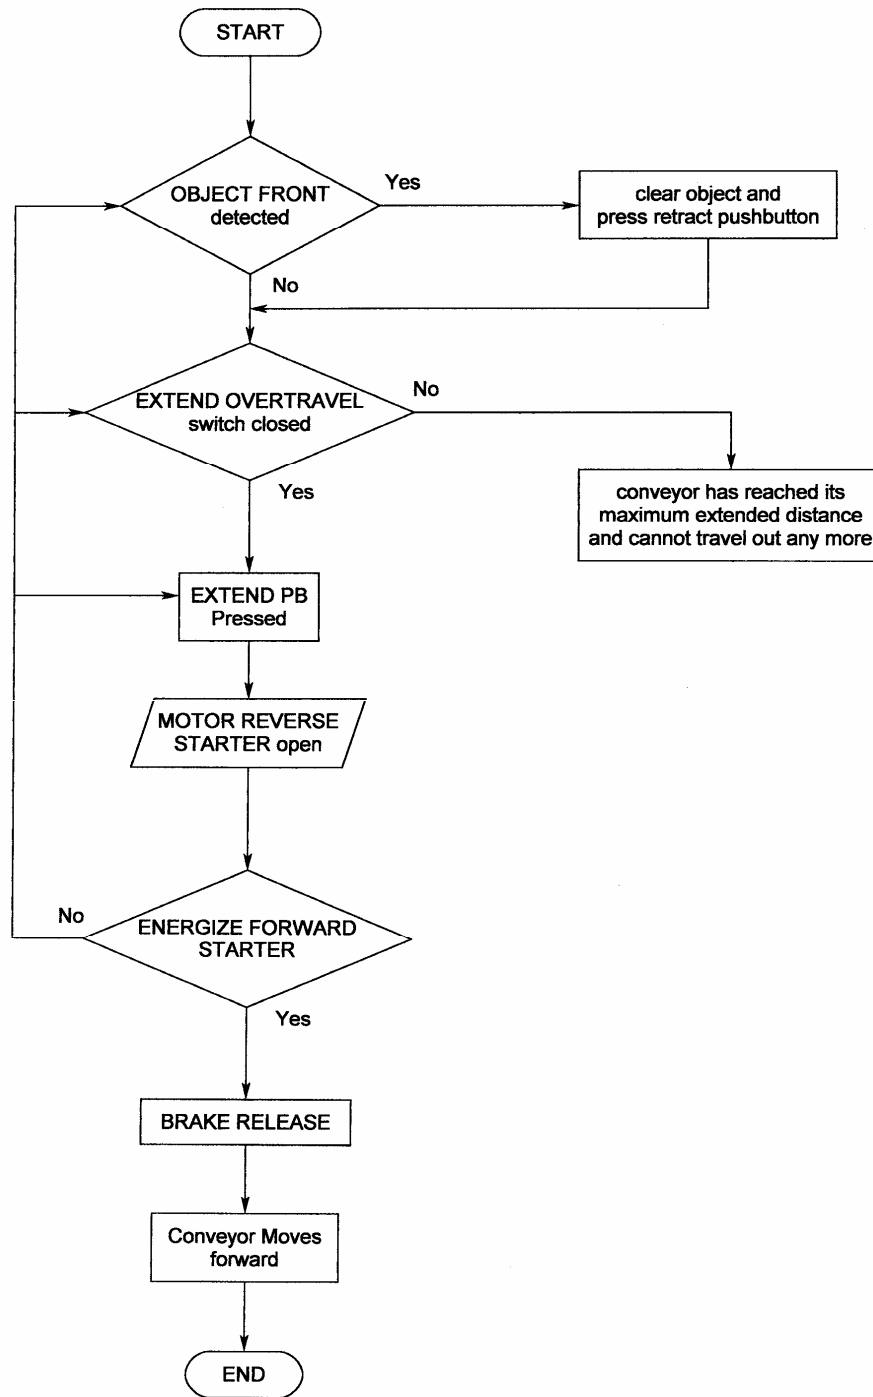 START
OBJECT FRONT
detected
Yes
clear object and
press retract pushbutton
No
EXTEND OVERTRAVEL
switch closed
No
Yes
conveyor has reached its
maximum extended distance
and cannot travel out any more
EXTEND PB
Pressed
MOTOR REVERSE
STARTER open
No
ENERGIZE FORWARD
STARTER
Yes
BRAKE RELEASE
Conveyor Moves
forward
END